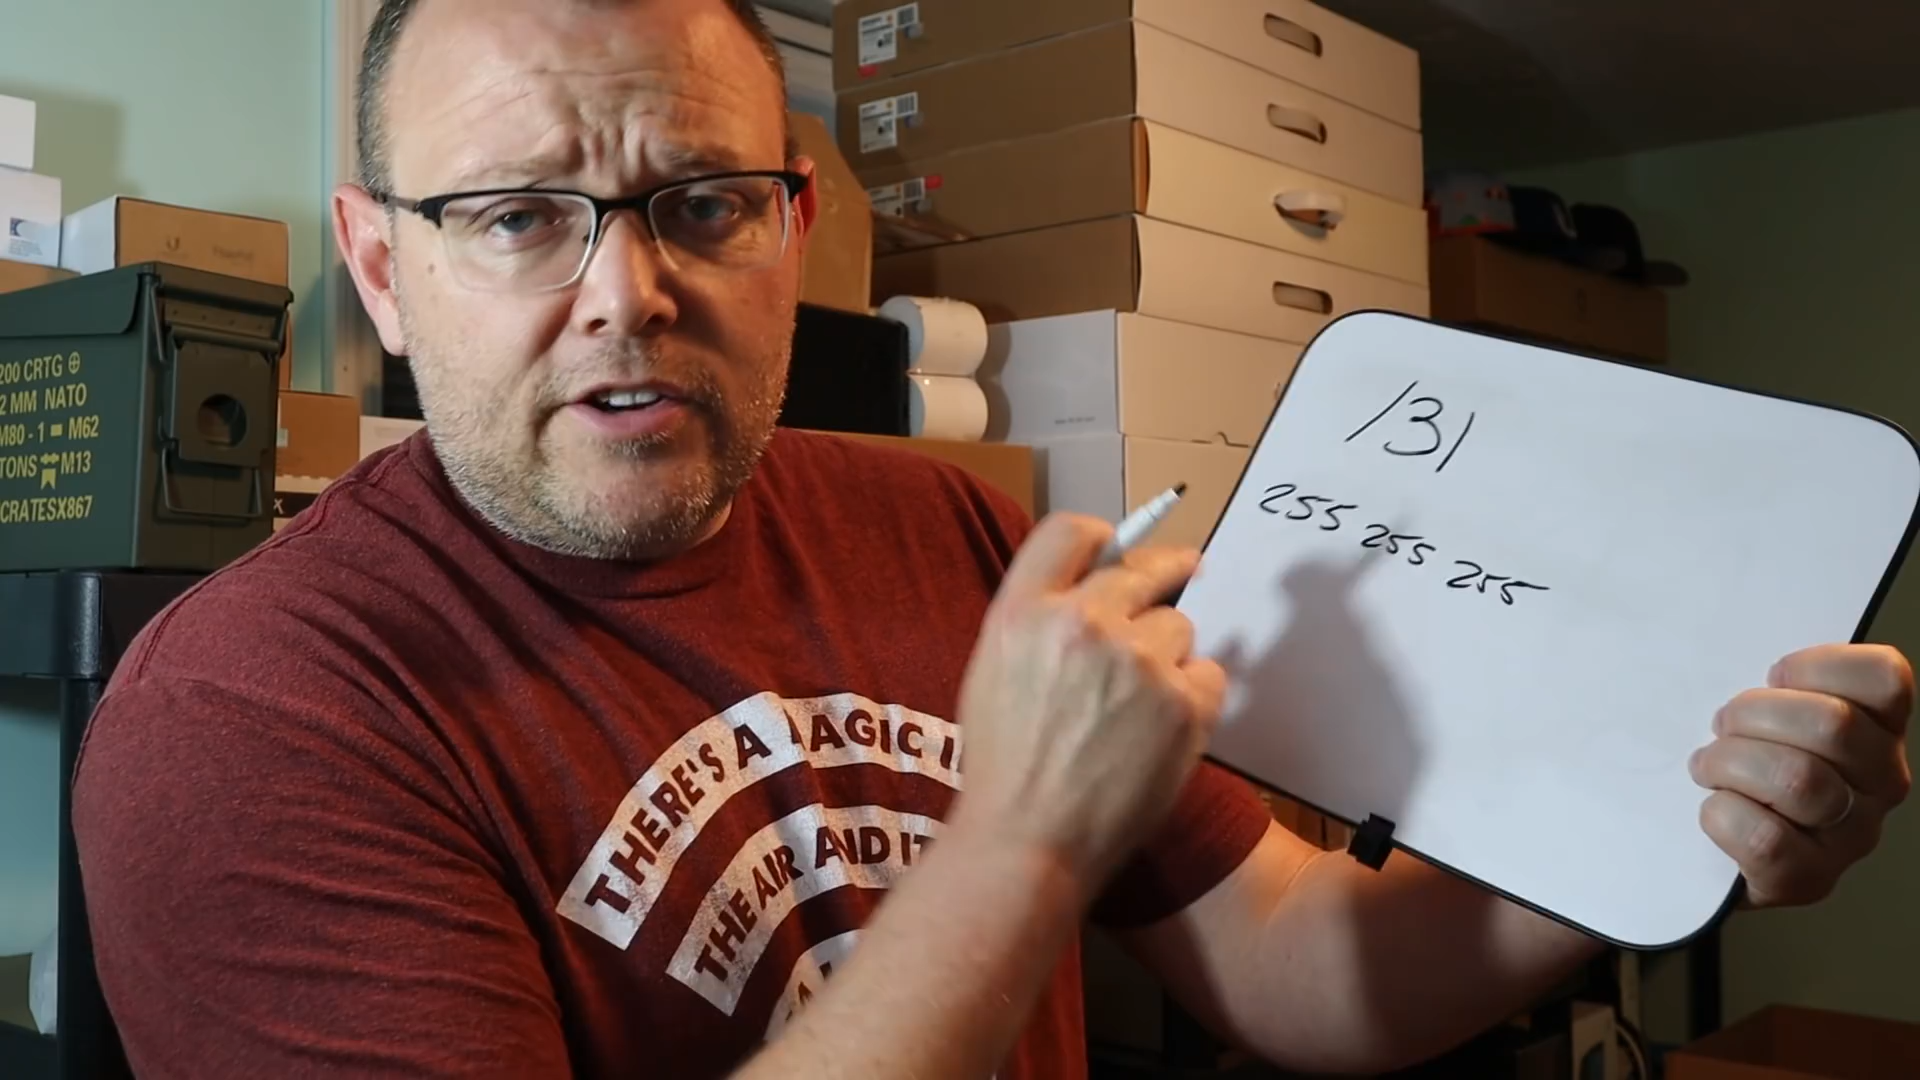 /31
255 255 255
THERE'S A MAGIC I
THE AIR AND IT
200 CRTG ⊕
2 MM NATO
M80-1 = M62
TONS M13
CRATESX867